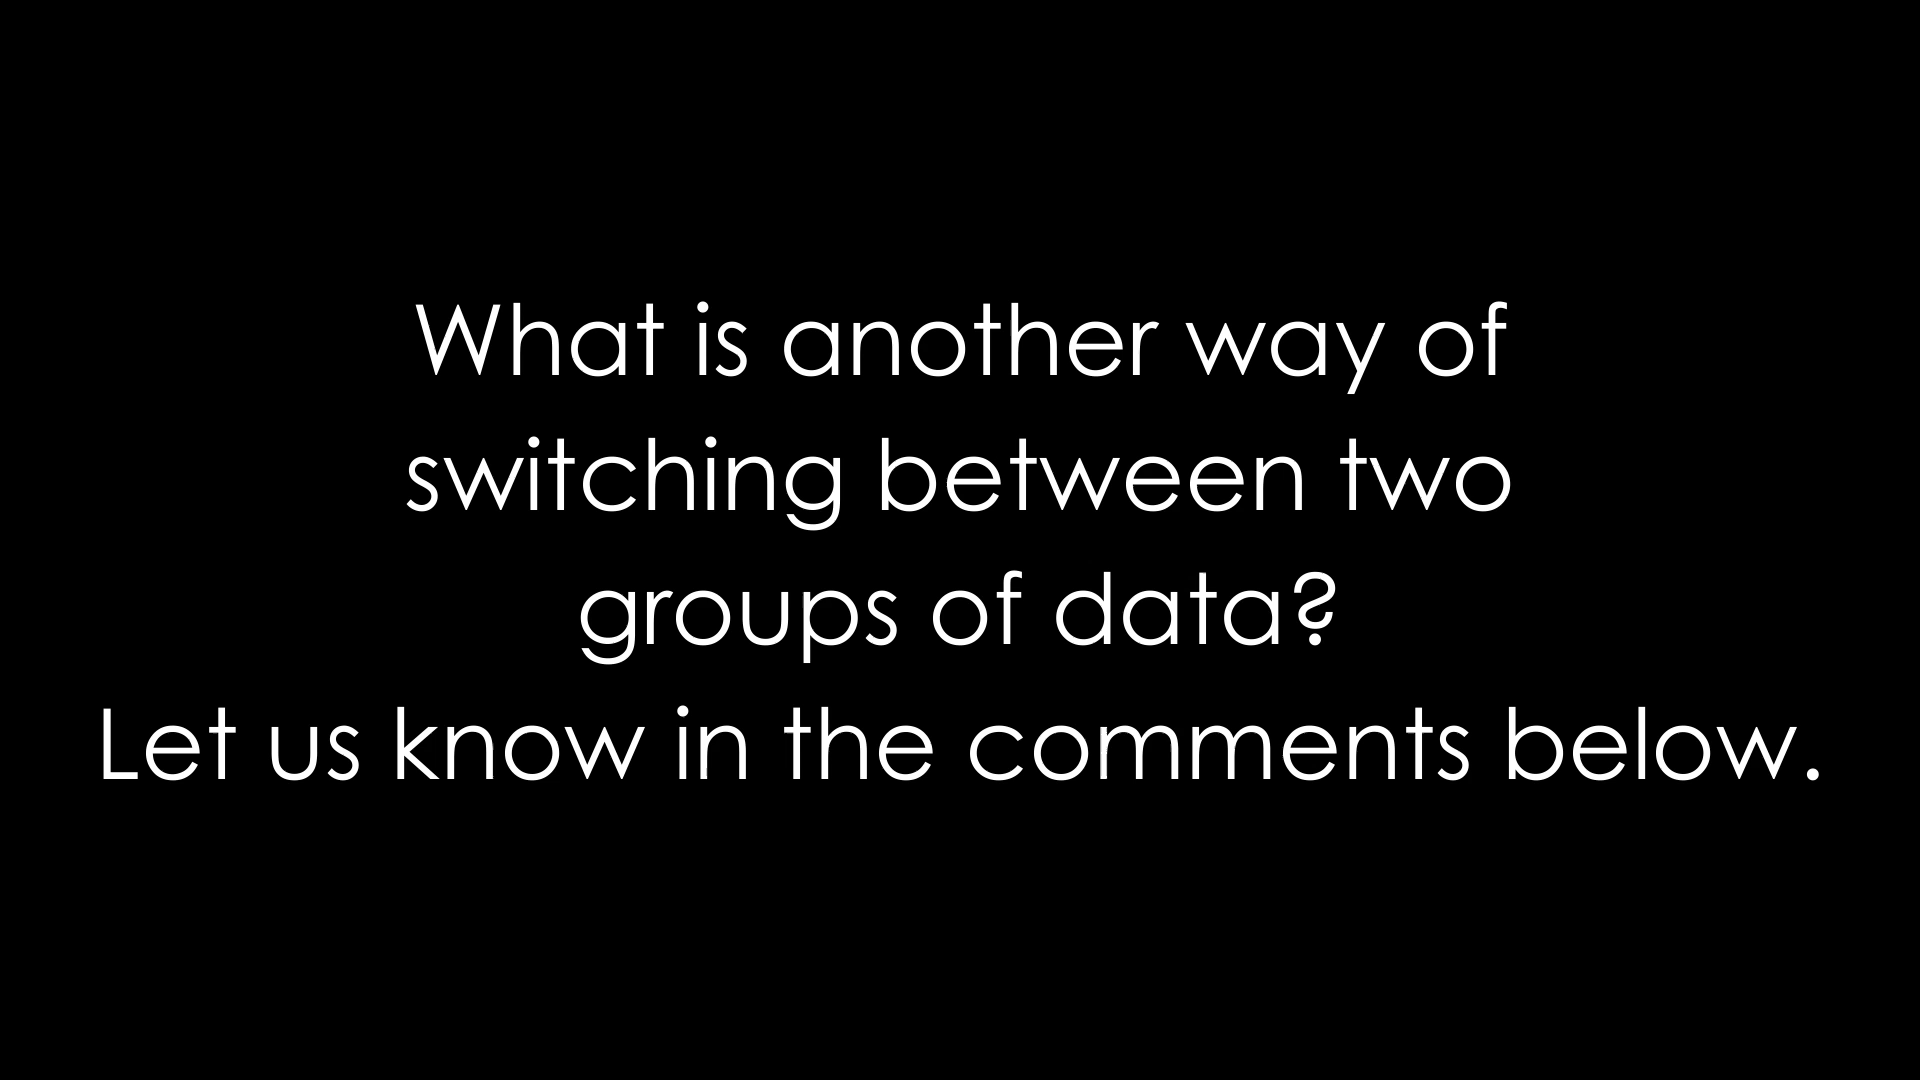 What is another way of
switching between two
groups of data?
Let us know in the comments below.